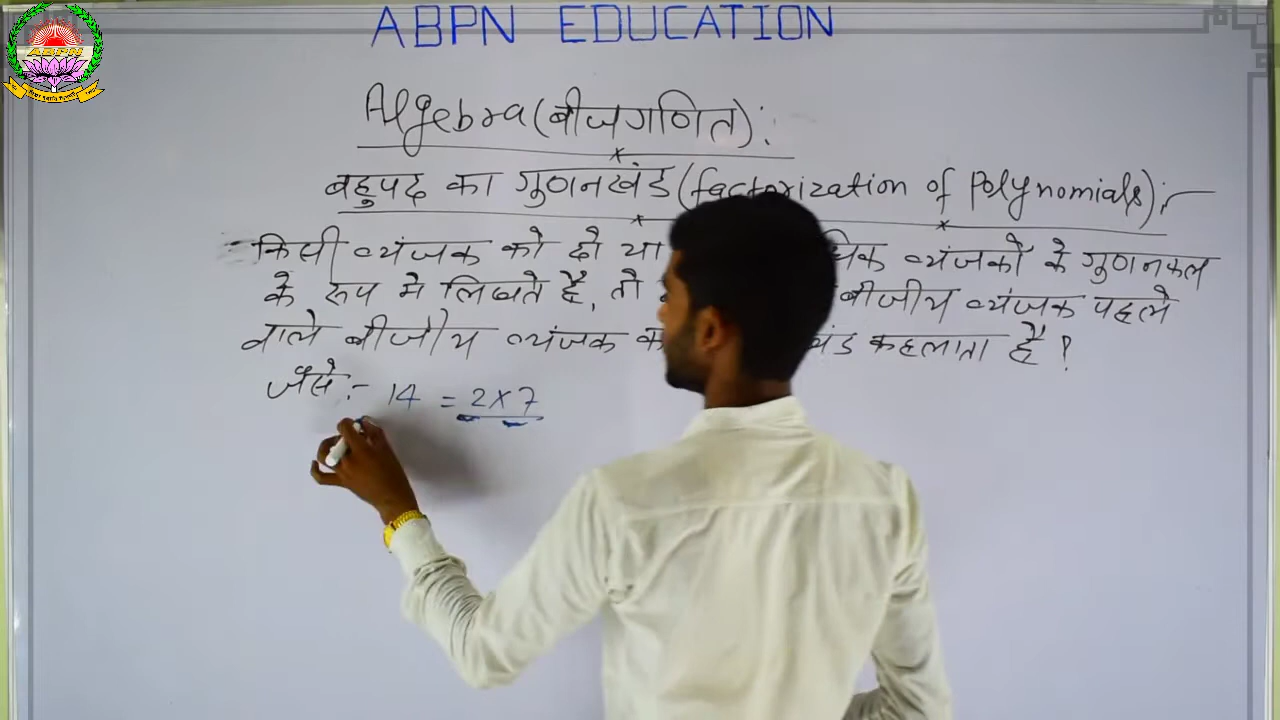 ABPN EDUCATION
ABPN
Algebra (बीजगणित):
बहुपद का गुणनखंड (factorization of Polynomials):-
किसी व्यंजक को दो या धिक व्यंजकों के गुणनफल
के रूप मे लिखते है, तो बीजीय व्यंजक पहले
वाले बीजीय व्यंजक का खंड कहलाता है ?
जैसे:- 14 = 2 × 7